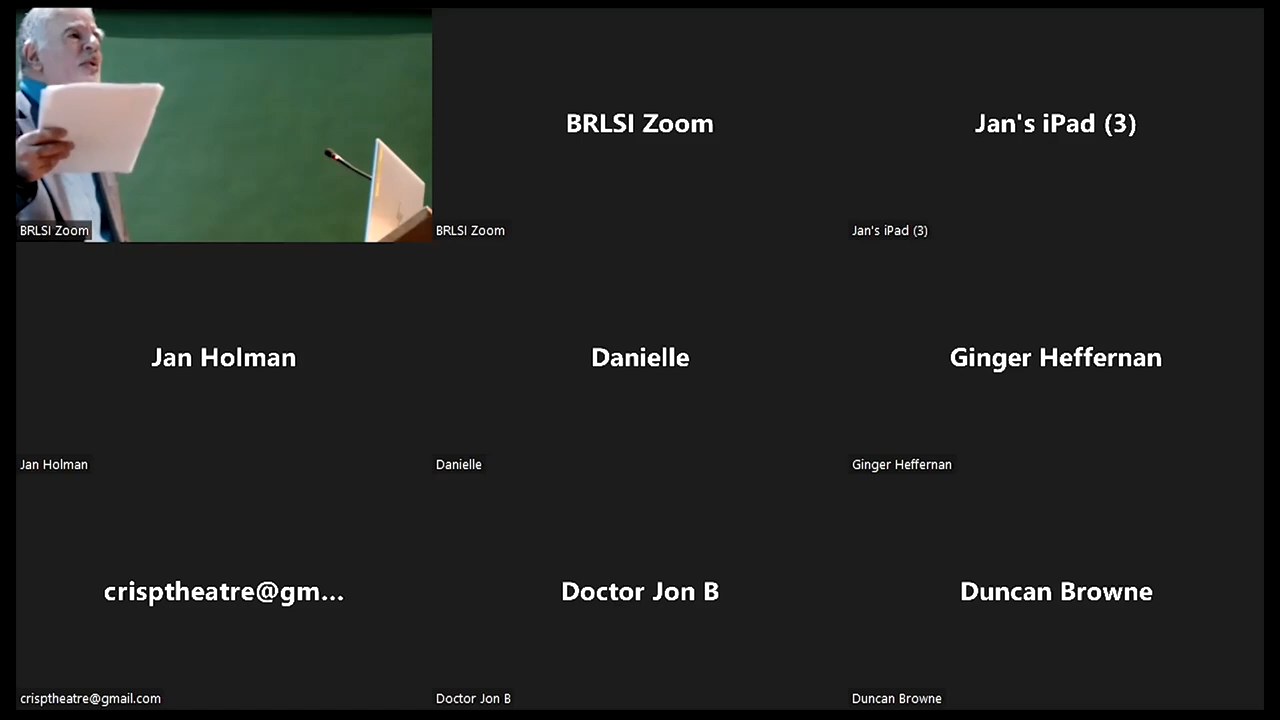 BRLSI Zoom
Jan's iPad (3)
BRLSI Zoom
BRLSI Zoom
Jan's iPad (3)
Jan Holman
Danielle
Ginger Heffernan
Jan Holman
Danielle
Ginger Heffernan
crisptheatre@gm...
Doctor Jon B
Duncan Browne
crisptheatre@gmail.com
Doctor Jon B
Duncan Browne